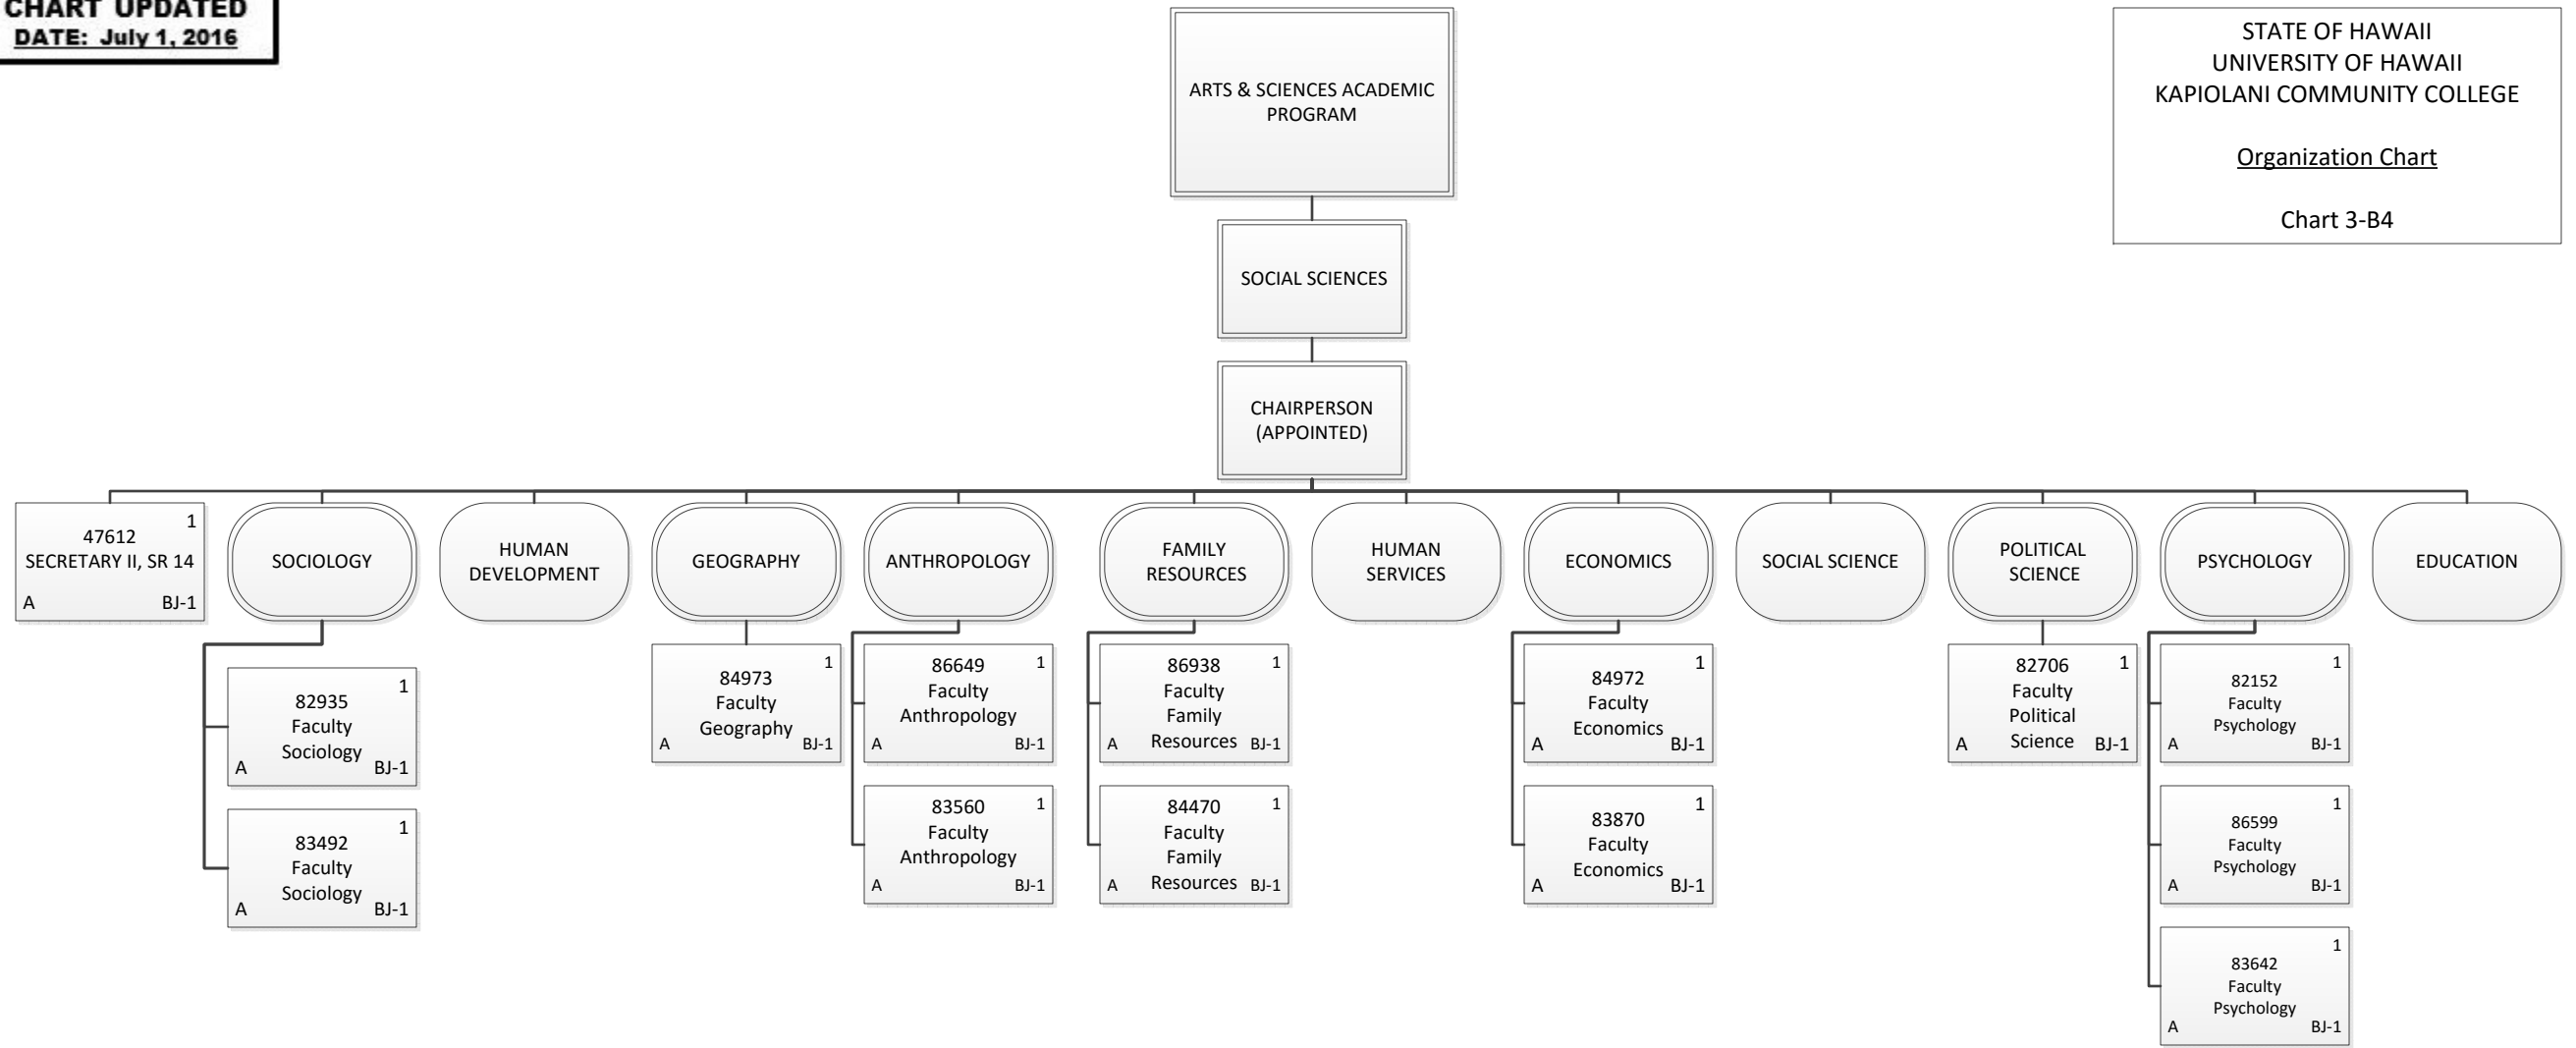 CHART UPDATED
DATE: July 1, 2016
STATE OF HAWAII
UNIVERSITY OF HAWAII
KAPIOLANI COMMUNITY COLLEGE
Organization Chart
Chart 3-B4
ARTS & SCIENCES ACADEMIC
PROGRAM
SOCIAL SCIENCES
CHAIRPERSON
(APPOINTED)
1
47612
SECRETARY II, SR 14
A BJ-1
SOCIOLOGY
HUMAN
DEVELOPMENT
GEOGRAPHY
ANTHROPOLOGY
FAMILY
RESOURCES
HUMAN
SERVICES
ECONOMICS
SOCIAL SCIENCE
POLITICAL
SCIENCE
PSYCHOLOGY
EDUCATION
1
82935
Faculty
Sociology
A BJ-1
1
83492
Faculty
Sociology
A BJ-1
1
84973
Faculty
Geography
A BJ-1
86649 1
Faculty
Anthropology
A BJ-1
83560 1
Faculty
Anthropology
A BJ-1
86938 1
Faculty
Family
Resources
A BJ-1
84470 1
Faculty
Family
Resources
A BJ-1
1
84972
Faculty
Economics
A BJ-1
1
83870
Faculty
Economics
A BJ-1
82706 1
Faculty
Political
Science
A BJ-1
1
82152
Faculty
Psychology
A BJ-1
1
86599
Faculty
Psychology
A BJ-1
1
83642
Faculty
Psychology
A BJ-1